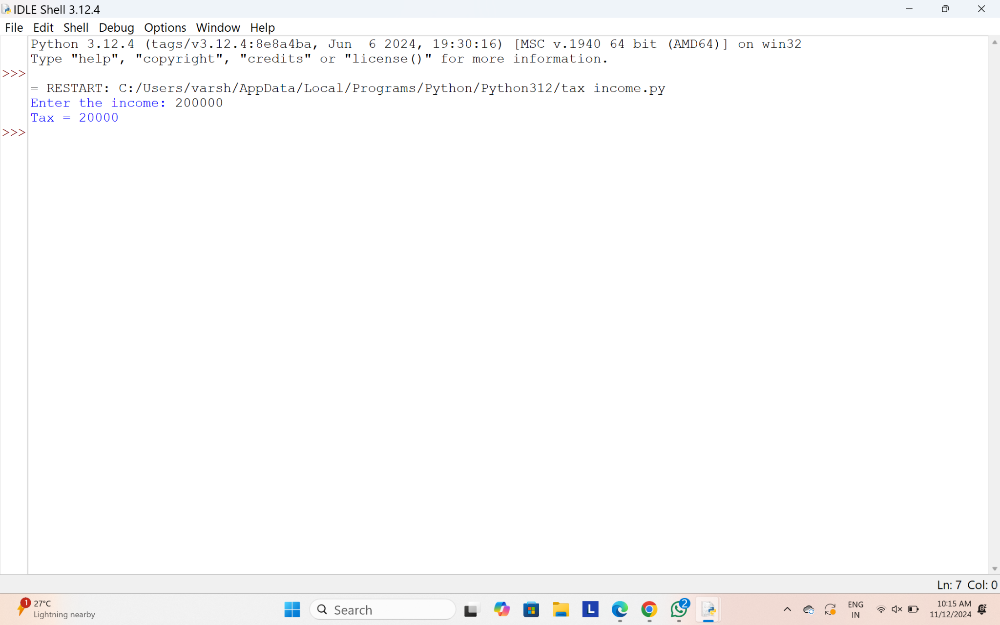 IDLE Shell 3.12.4
File Edit Shell Debug Options Window Help
Python 3.12.4 (tags/v3.12.4:8e8a4ba, Jun  6 2024, 19:30:16) [MSC v.1940 64 bit (AMD64)] on win32
Type "help", "copyright", "credits" or "license()" for more information.
>>>
= RESTART: C:/Users/varsh/AppData/Local/Programs/Python/Python312/tax income.py
Enter the income: 200000
Tax = 20000
>>>
Ln: 7 Col: 0
1
27°C
Lightning nearby
Search
L
2
ENG
IN
10:15 AM
11/12/2024